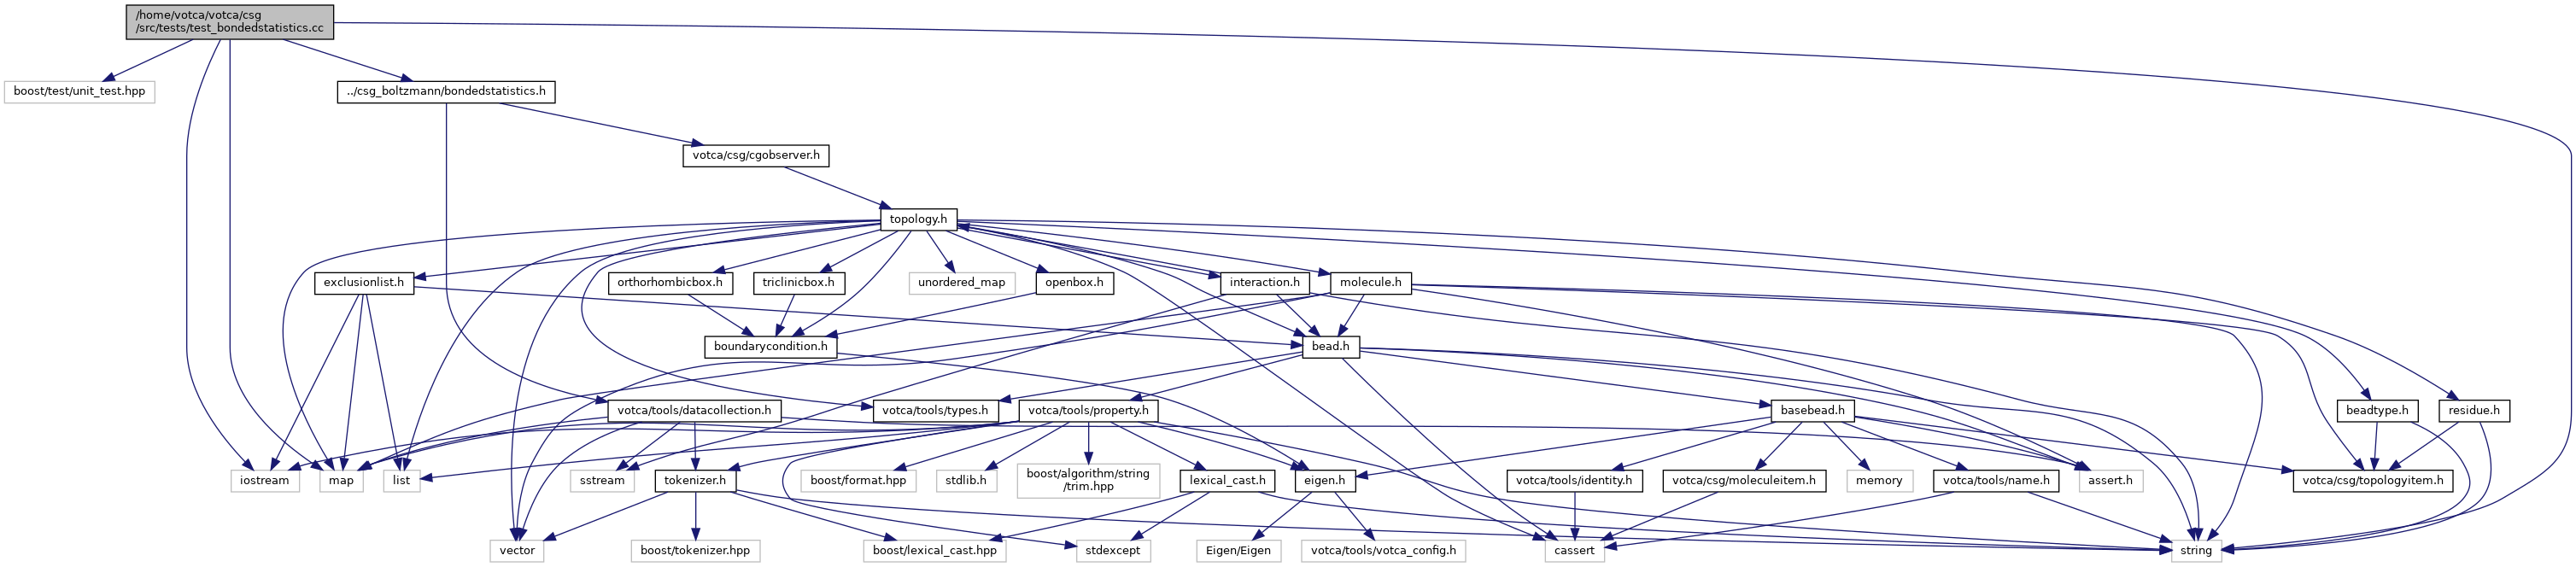 /home/votca/votca/csg
/src/tests/test_bondedstatistics.cc
boost/test/unit_test.hpp
../csg_boltzmann/bondedstatistics.h
votca/csg/cgobserver.h
topology.h
exclusionlist.h
orthorhombicbox.h
triclinicbox.h
unordered_map
openbox.h
interaction.h
molecule.h
boundarycondition.h
bead.h
votca/tools/datacollection.h
votca/tools/types.h
votca/tools/property.h
basebead.h
beadtype.h
residue.h
iostream
map
list
sstream
tokenizer.h
boost/format.hpp
stdlib.h
boost/algorithm/string
/trim.hpp
lexical_cast.h
eigen.h
votca/tools/identity.h
votca/csg/moleculeitem.h
memory
votca/tools/name.h
assert.h
votca/csg/topologyitem.h
vector
boost/tokenizer.hpp
boost/lexical_cast.hpp
stdexcept
Eigen/Eigen
votca/tools/votca_config.h
cassert
string